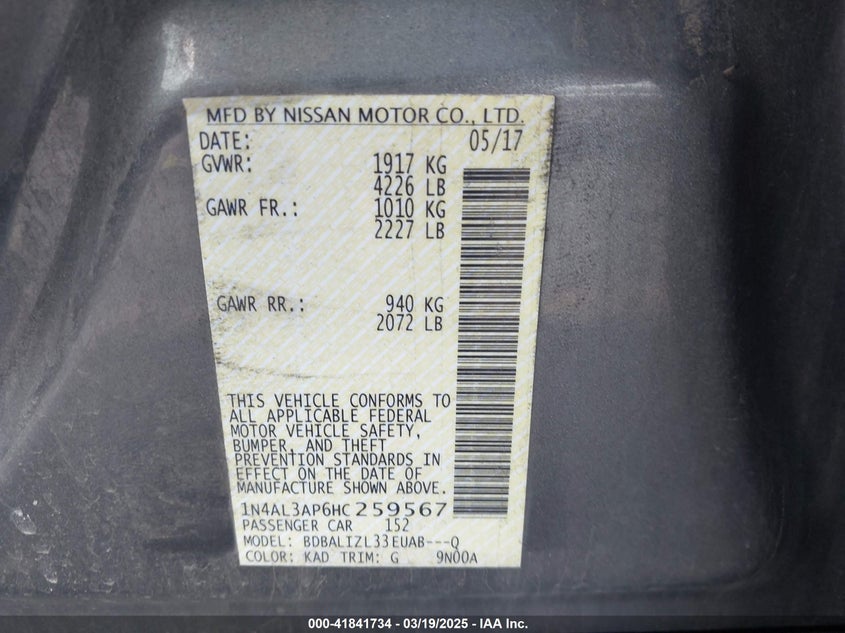 MFD BY NISSAN MOTOR CO., LTD.
DATE: 05/17
GVWR: 1917 KG
4226 LB
GAWR FR.: 1010 KG
2227 LB
GAWR RR.: 940 KG
2072 LB
THIS VEHICLE CONFORMS TO
ALL APPLICABLE FEDERAL
MOTOR VEHICLE SAFETY,
BUMPER, AND THEFT
PREVENTION STANDARDS IN
EFFECT ON THE DATE OF
MANUFACTURE SHOWN ABOVE.
1N4AL3AP6HC259567
PASSENGER CAR 152
MODEL: BDBALIZL33EUAB---Q
COLOR: KAD TRIM: G 9N00A
000-41841734 - 03/19/2025 - IAA Inc.